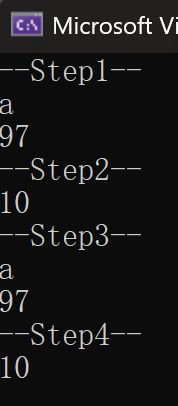 Microsoft Vi
--Step1--
a
97
--Step2--
10
--Step3--
a
97
--Step4--
10